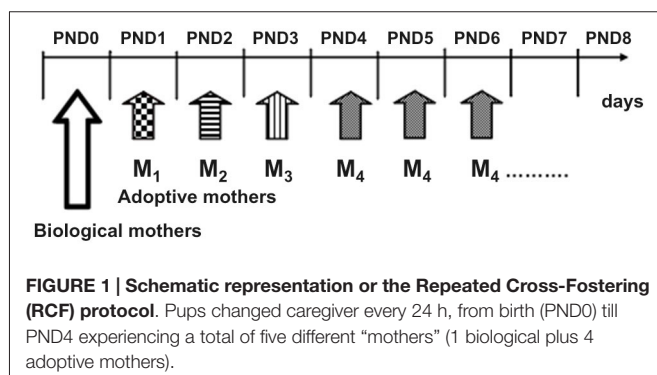 PND0 PND1 PND2 PND3 PND4 PND5 PND6 PND7 PND8
days
M₁ M₂ M₃ M₄ M₄ M₄ ..........
Adoptive mothers
Biological mothers
FIGURE 1 | Schematic representation or the Repeated Cross-Fostering
(RCF) protocol. Pups changed caregiver every 24 h, from birth (PND0) till
PND4 experiencing a total of five different “mothers” (1 biological plus 4
adoptive mothers).